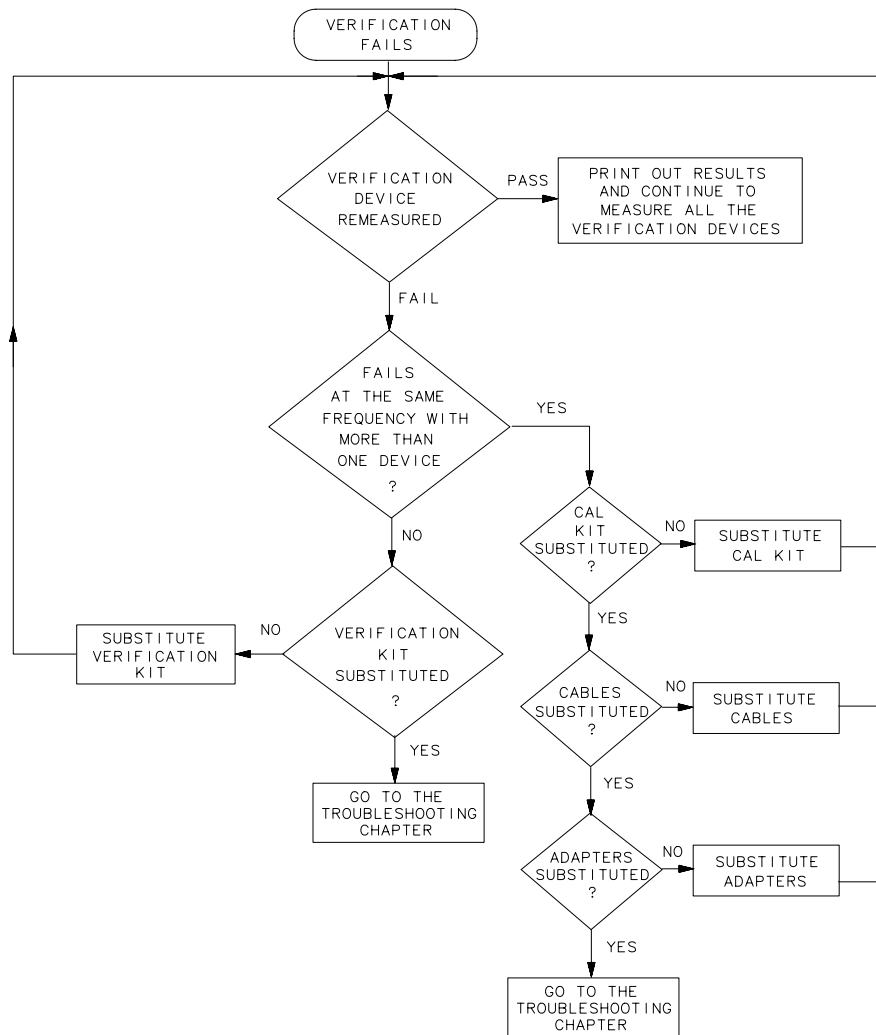 VERIFICATION
FAILS
VERIFICATION
DEVICE
REMEASURED
PASS
PRINT OUT RESULTS
AND CONTINUE TO
MEASURE ALL THE
VERIFICATION DEVICES
FAIL
FAILS
AT THE SAME
FREQUENCY WITH
MORE THAN
ONE DEVICE
?
YES
NO
CAL
KIT
SUBSTITUTED
?
NO
SUBSTITUTE
CAL KIT
YES
VERIFICATION
KIT
SUBSTITUTED
?
NO
SUBSTITUTE
VERIFICATION
KIT
YES
GO TO THE
TROUBLESHOOTING
CHAPTER
CABLES
SUBSTITUTED
?
NO
SUBSTITUTE
CABLES
YES
ADAPTERS
SUBSTITUTED
?
NO
SUBSTITUTE
ADAPTERS
YES
GO TO THE
TROUBLESHOOTING
CHAPTER